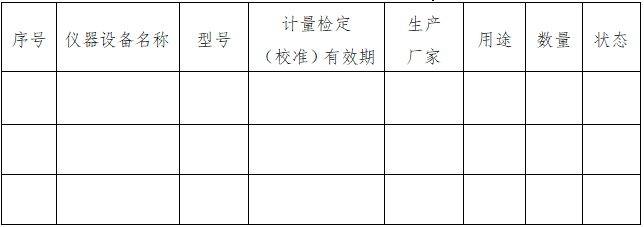 序号 仪器设备名称 型号 计量检定 生产 用途 数量 状态
（校准）有效期 厂家